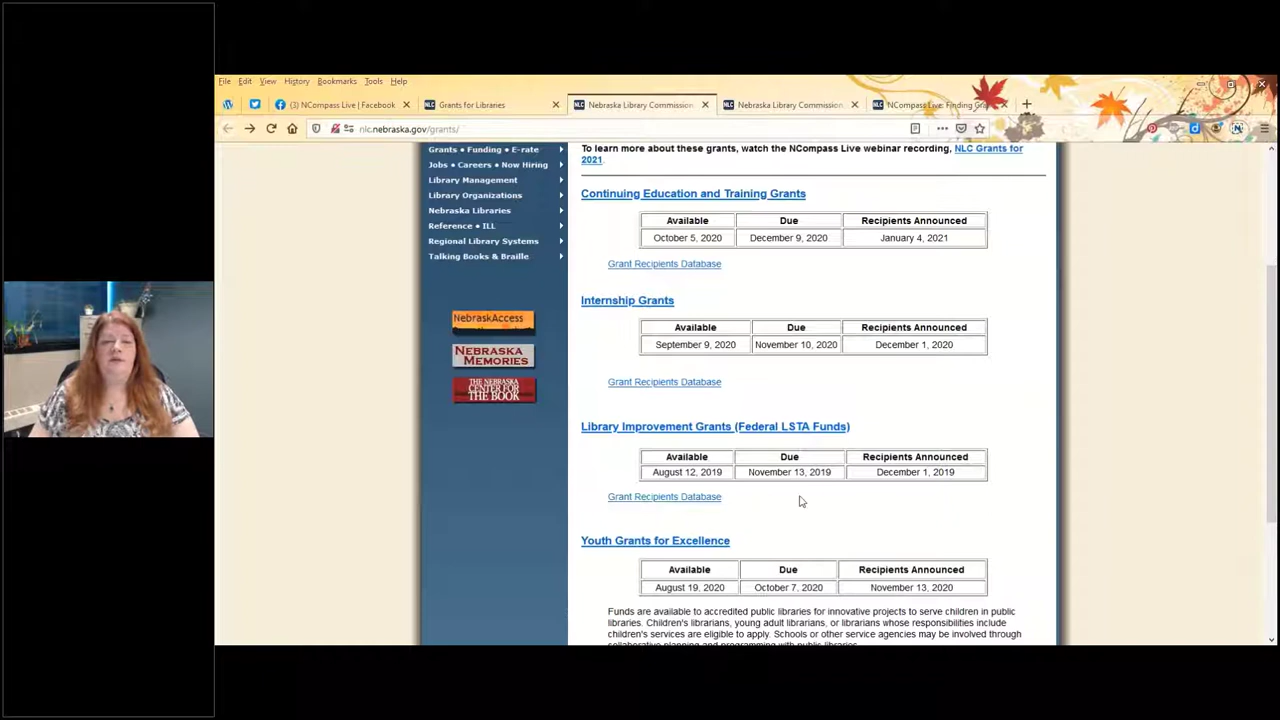 File Edit View History Bookmarks Tools Help
(3) NCompass Live | Facebook
Grants for Libraries
Nebraska Library Commission
Nebraska Library Commission
NCompass Live: Finding Gra
nlc.nebraska.gov/grants/
Grants • Funding • E-rate
Jobs • Careers • Now Hiring
Library Management
Library Organizations
Nebraska Libraries
Reference • ILL
Regional Library Systems
Talking Books & Braille
NebraskAccess
NEBRASKA
MEMORIES
THE NEBRASKA
CENTER FOR
THE BOOK
To learn more about these grants, watch the NCompass Live webinar recording, NLC Grants for
2021.
Continuing Education and Training Grants
Available Due Recipients Announced
October 5, 2020 December 9, 2020 January 4, 2021
Grant Recipients Database
Internship Grants
Available Due Recipients Announced
September 9, 2020 November 10, 2020 December 1, 2020
Grant Recipients Database
Library Improvement Grants (Federal LSTA Funds)
Available Due Recipients Announced
August 12, 2019 November 13, 2019 December 1, 2019
Grant Recipients Database
Youth Grants for Excellence
Available Due Recipients Announced
August 19, 2020 October 7, 2020 November 13, 2020
Funds are available to accredited public libraries for innovative projects to serve children in public
libraries. Children's librarians, young adult librarians, or librarians whose responsibilities include
children's services are eligible to apply. Schools or other service agencies may be involved through
collaborative planning and programming with public libraries.